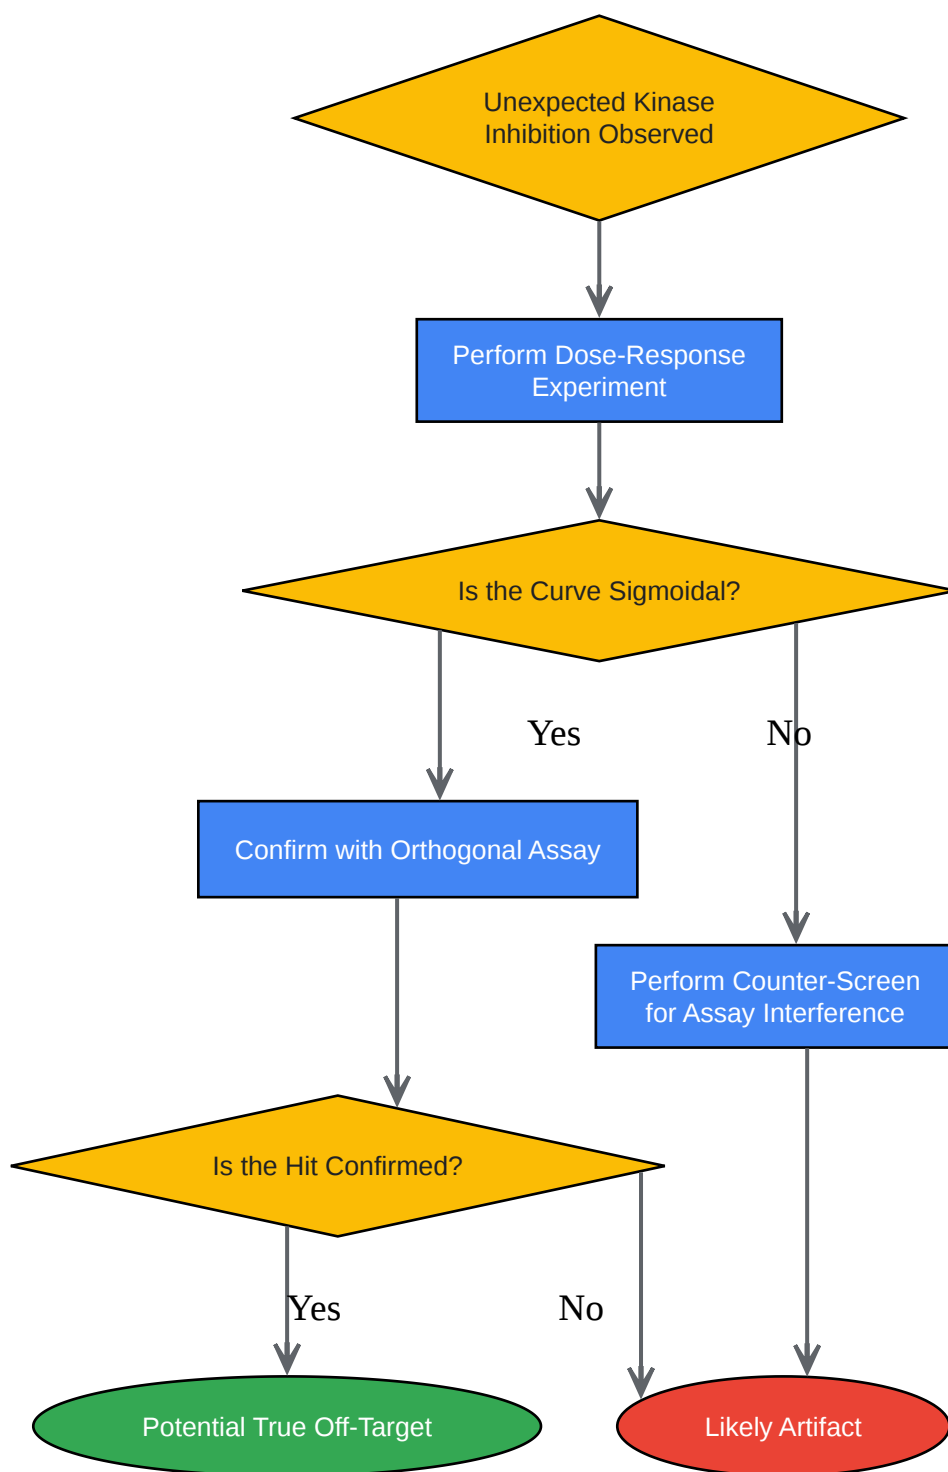 Unexpected Kinase
Inhibition Observed
Perform Dose-Response
Experiment
Is the Curve Sigmoidal?
Yes
No
Confirm with Orthogonal Assay
Perform Counter-Screen
for Assay Interference
Is the Hit Confirmed?
Yes
No
Potential True Off-Target
Likely Artifact